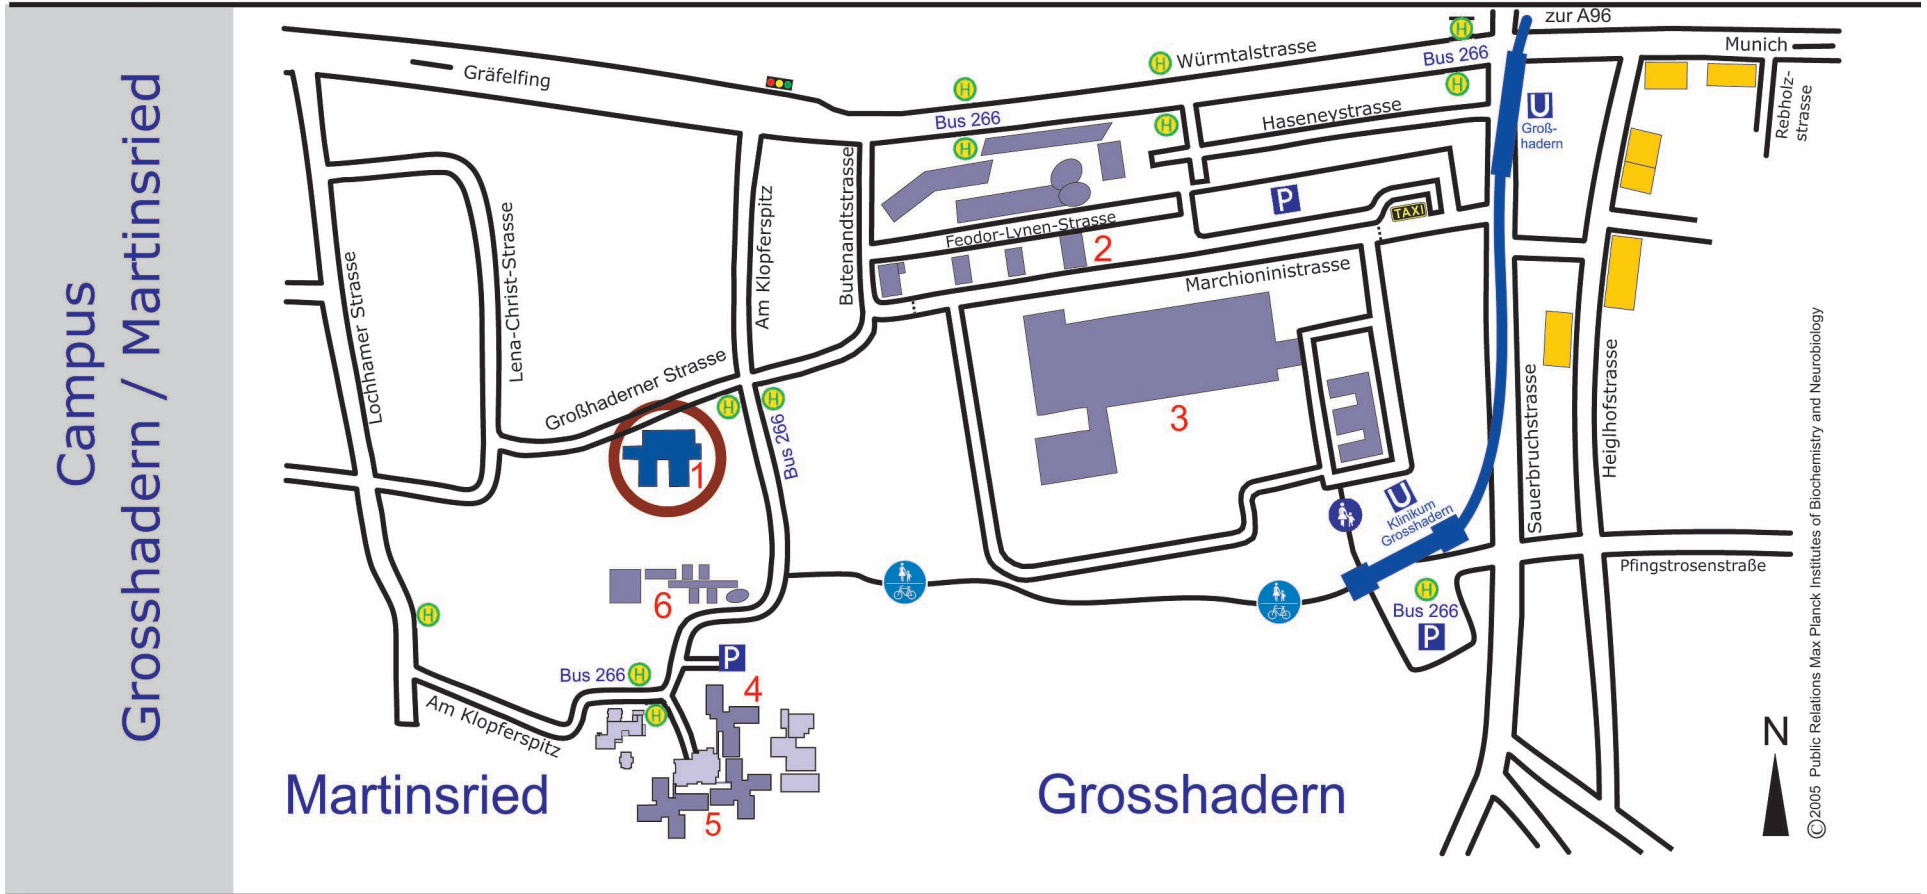 Campus
Grosshadern / Martinsried
zur A96
Munich
Gräfelfing
Würmtalstrasse
H
Bus 266
H
H
H
Bus 266
H
H
Haseneystrasse
U
Groß-
hadern
Rebholz-
strasse
Am Klopferspitz
Butenandtstrasse
Lena-Christ-Strasse
Lochhamer Strasse
P
TAXI
Feodor-Lynen-Strasse
2
Marchioninistrasse
Großhaderner Strasse
H
H
Bus 266
1
3
Sauerbruchstrasse
Heiglhofstrasse
U
Klinikum
Grosshadern
Pfingstrosenstraße
6
H
H
Bus 266
P
Bus 266
H
P
4
H
Am Klopferspitz
5
Martinsried
Grosshadern
N
©2005 Public Relations Max Planck Institutes of Biochemistry and Neurobiology